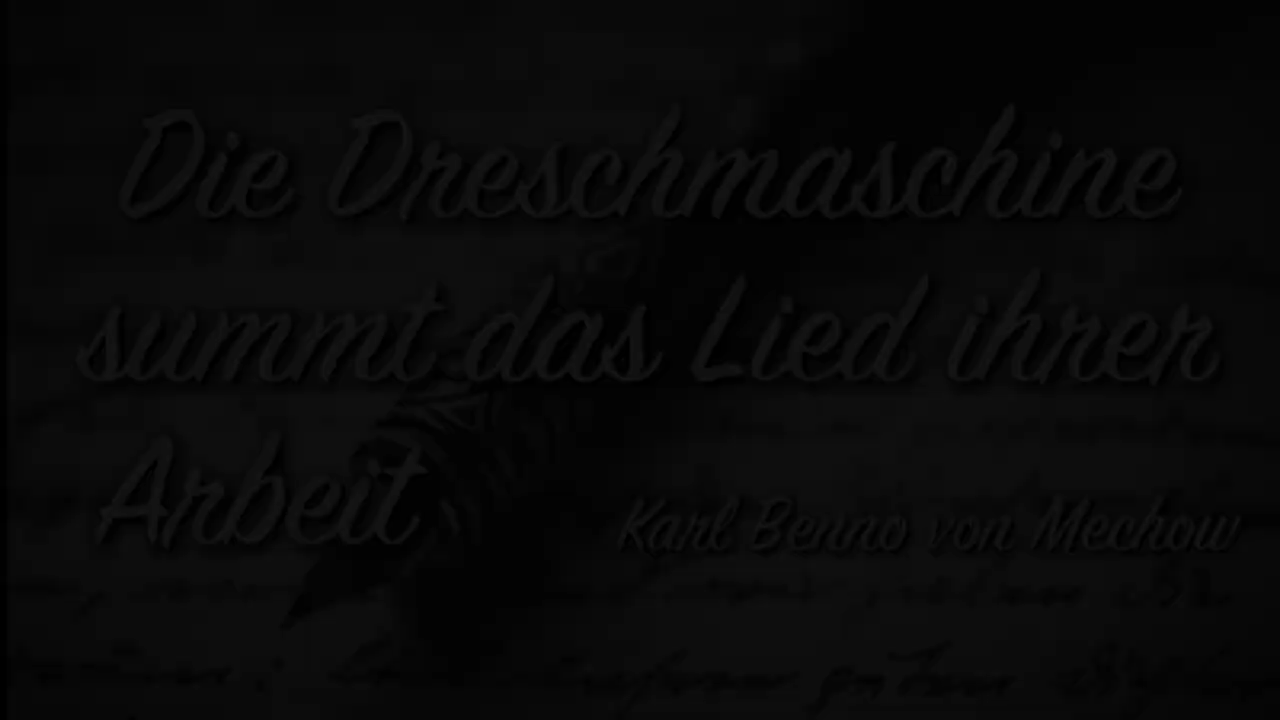 Die Dreschmaschine
summt das Lied ihrer
Arbeit
Karl Benno von Mechow